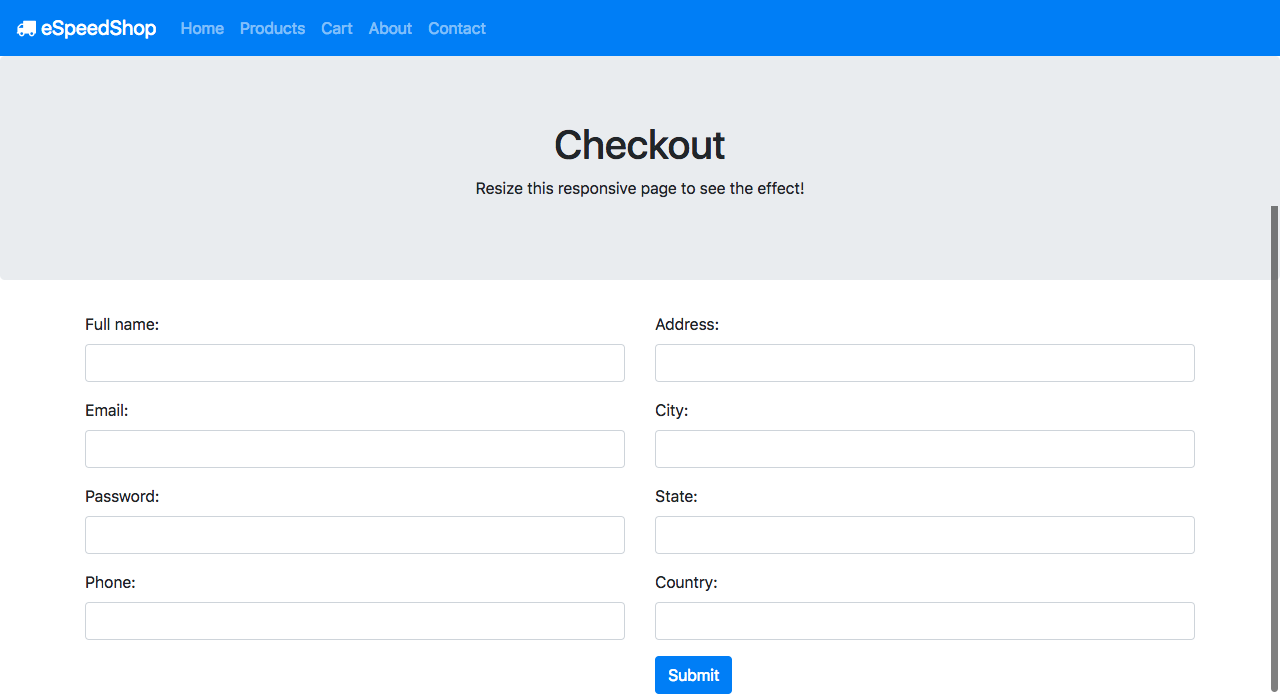 eSpeedShop Home Products Cart About Contact
Checkout
Resize this responsive page to see the effect!
Full name:
Address:
Email:
City:
Password:
State:
Phone:
Country:
Submit